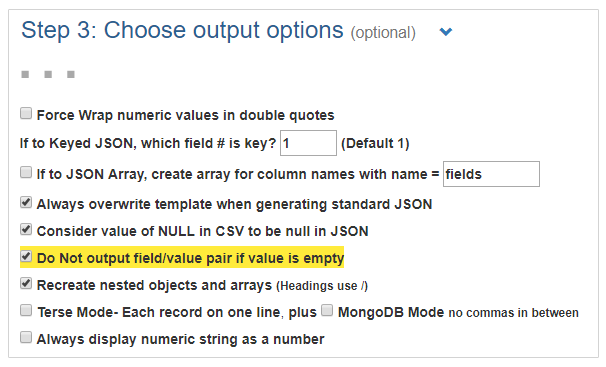 Step 3: Choose output options (optional)
Force Wrap numeric values in double quotes
If to Keyed JSON, which field # is key? 1 (Default 1)
If to JSON Array, create array for column names with name = fields
Always overwrite template when generating standard JSON
Consider value of NULL in CSV to be null in JSON
Do Not output field/value pair if value is empty
Recreate nested objects and arrays (Headings use /)
Terse Mode- Each record on one line, plus MongoDB Mode no commas in between
Always display numeric string as a number